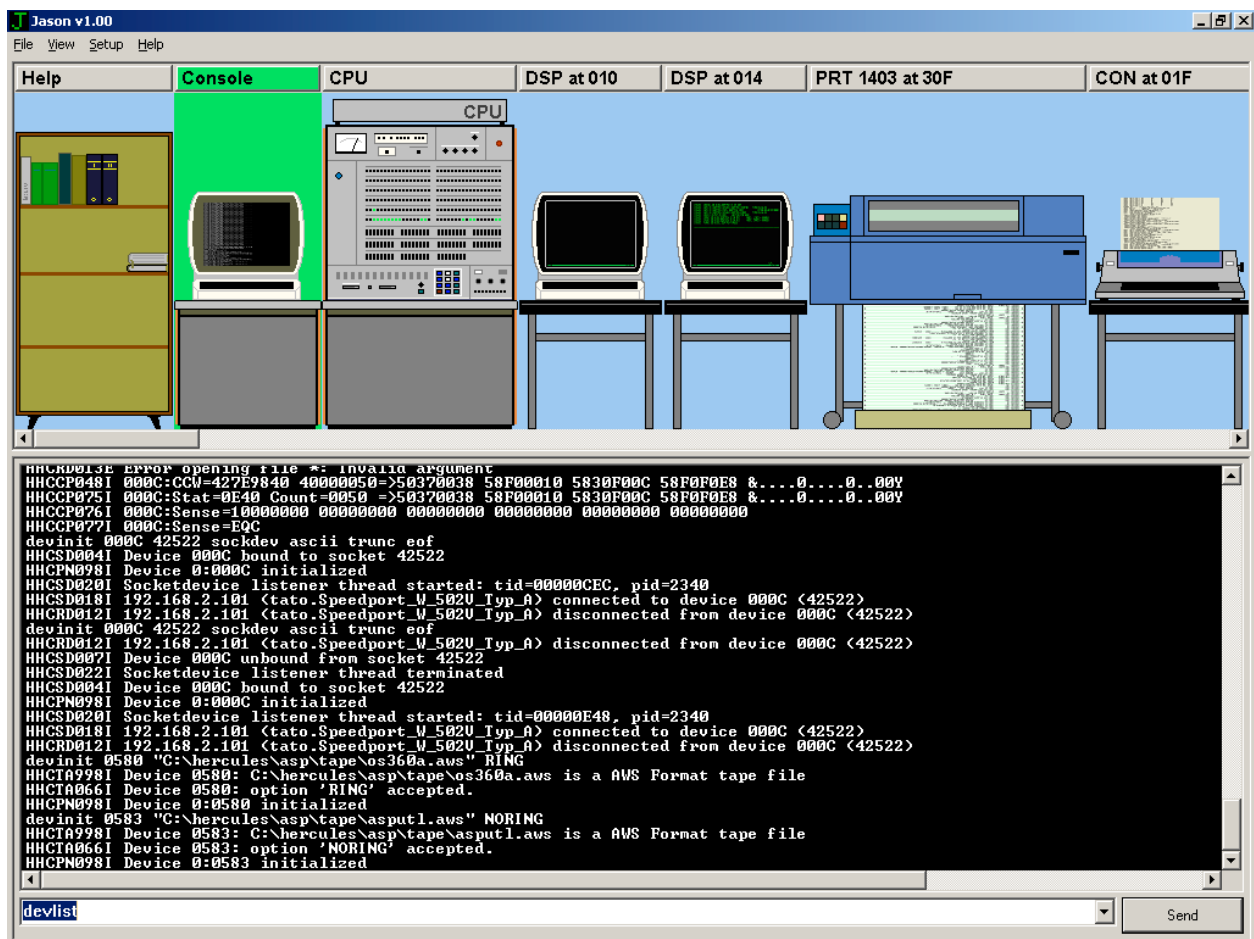 Jason v1.00
File View Setup Help
Help Console CPU DSP at 010 DSP at 014 PRT 1403 at 30F CON at 01F
CPU
HHCRD013E Error opening file *: Invalid argument
HHCCP048I 000C:CCW=427E9840 40000050=>50370038 58F00010 5830F00C 58F0F0E8 &....0....0..00Y
HHCCP075I 000C:Stat=0E40 Count=0050 =>50370038 58F00010 5830F00C 58F0F0E8 &....0....0..00Y
HHCCP076I 000C:Sense=10000000 00000000 00000000 00000000 00000000 00000000
HHCCP077I 000C:Sense=EQC
devinit 000C 42522 sockdev ascii trunc eof
HHCSD004I Device 000C bound to socket 42522
HHCPN098I Device 0:000C initialized
HHCSD020I Socketdevice listener thread started: tid=00000CEC, pid=2340
HHCSD018I 192.168.2.101 (tato.Speedport_W_502V_Typ_A) connected to device 000C (42522)
HHCRD012I 192.168.2.101 (tato.Speedport_W_502V_Typ_A) disconnected from device 000C (42522)
devinit 000C 42522 sockdev ascii trunc eof
HHCRD012I 192.168.2.101 (tato.Speedport_W_502V_Typ_A) disconnected from device 000C (42522)
HHCSD007I Device 000C unbound from socket 42522
HHCSD022I Socketdevice listener thread terminated
HHCSD004I Device 000C bound to socket 42522
HHCPN098I Device 0:000C initialized
HHCSD020I Socketdevice listener thread started: tid=00000E48, pid=2340
HHCSD018I 192.168.2.101 (tato.Speedport_W_502V_Typ_A) connected to device 000C (42522)
HHCRD012I 192.168.2.101 (tato.Speedport_W_502V_Typ_A) disconnected from device 000C (42522)
devinit 0580 "C:\hercules\asp\tape\os360a.aws" RING
HHCTA998I Device 0580: C:\hercules\asp\tape\os360a.aws is a AWS Format tape file
HHCTA066I Device 0580: option 'RING' accepted.
HHCPN098I Device 0:0580 initialized
devinit 0583 "C:\hercules\asp\tape\asputl.aws" NORING
HHCTA998I Device 0583: C:\hercules\asp\tape\asputl.aws is a AWS Format tape file
HHCTA066I Device 0583: option 'NORING' accepted.
HHCPN098I Device 0:0583 initialized
devlist
Send